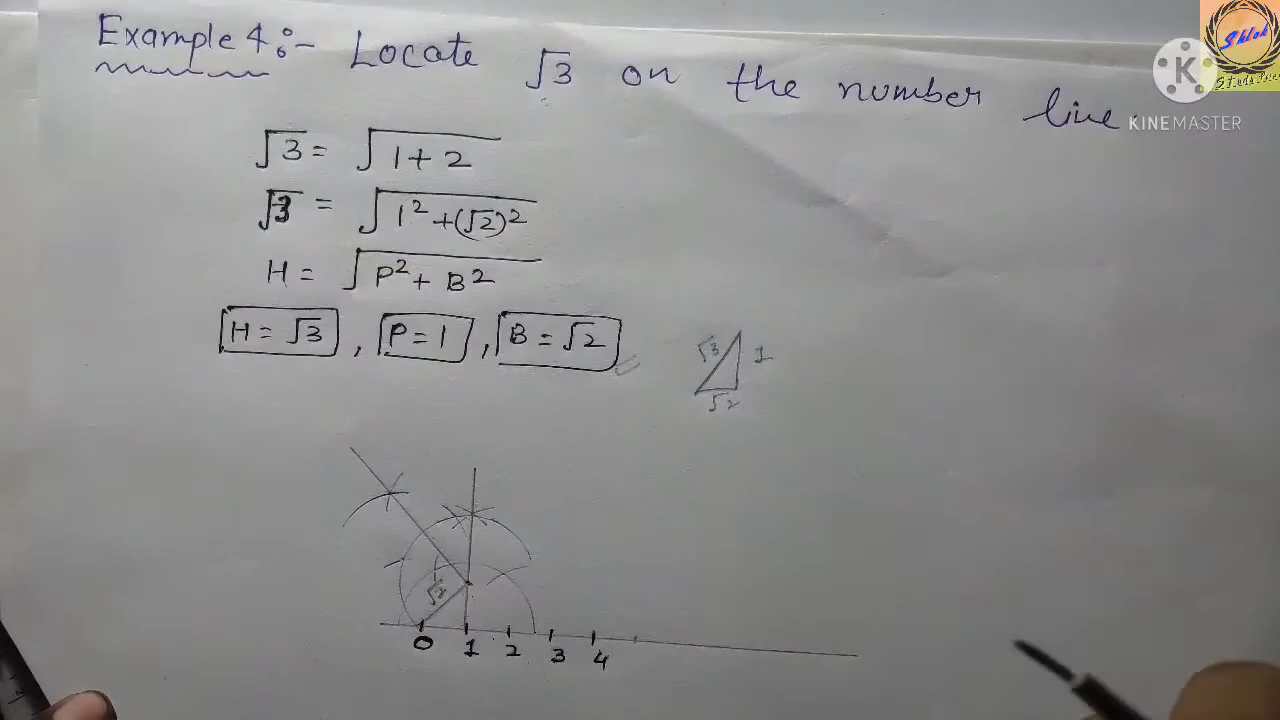 Example 4:- Locate √3 on the number line.
√3 = √1 + 2
√3 = √1² + (√2)²
H = √P² + B²
H = √3, P = 1, B = √2
√3 1
√2
√2
0 1 2 3 4
K
KINEMASTER
Shlok